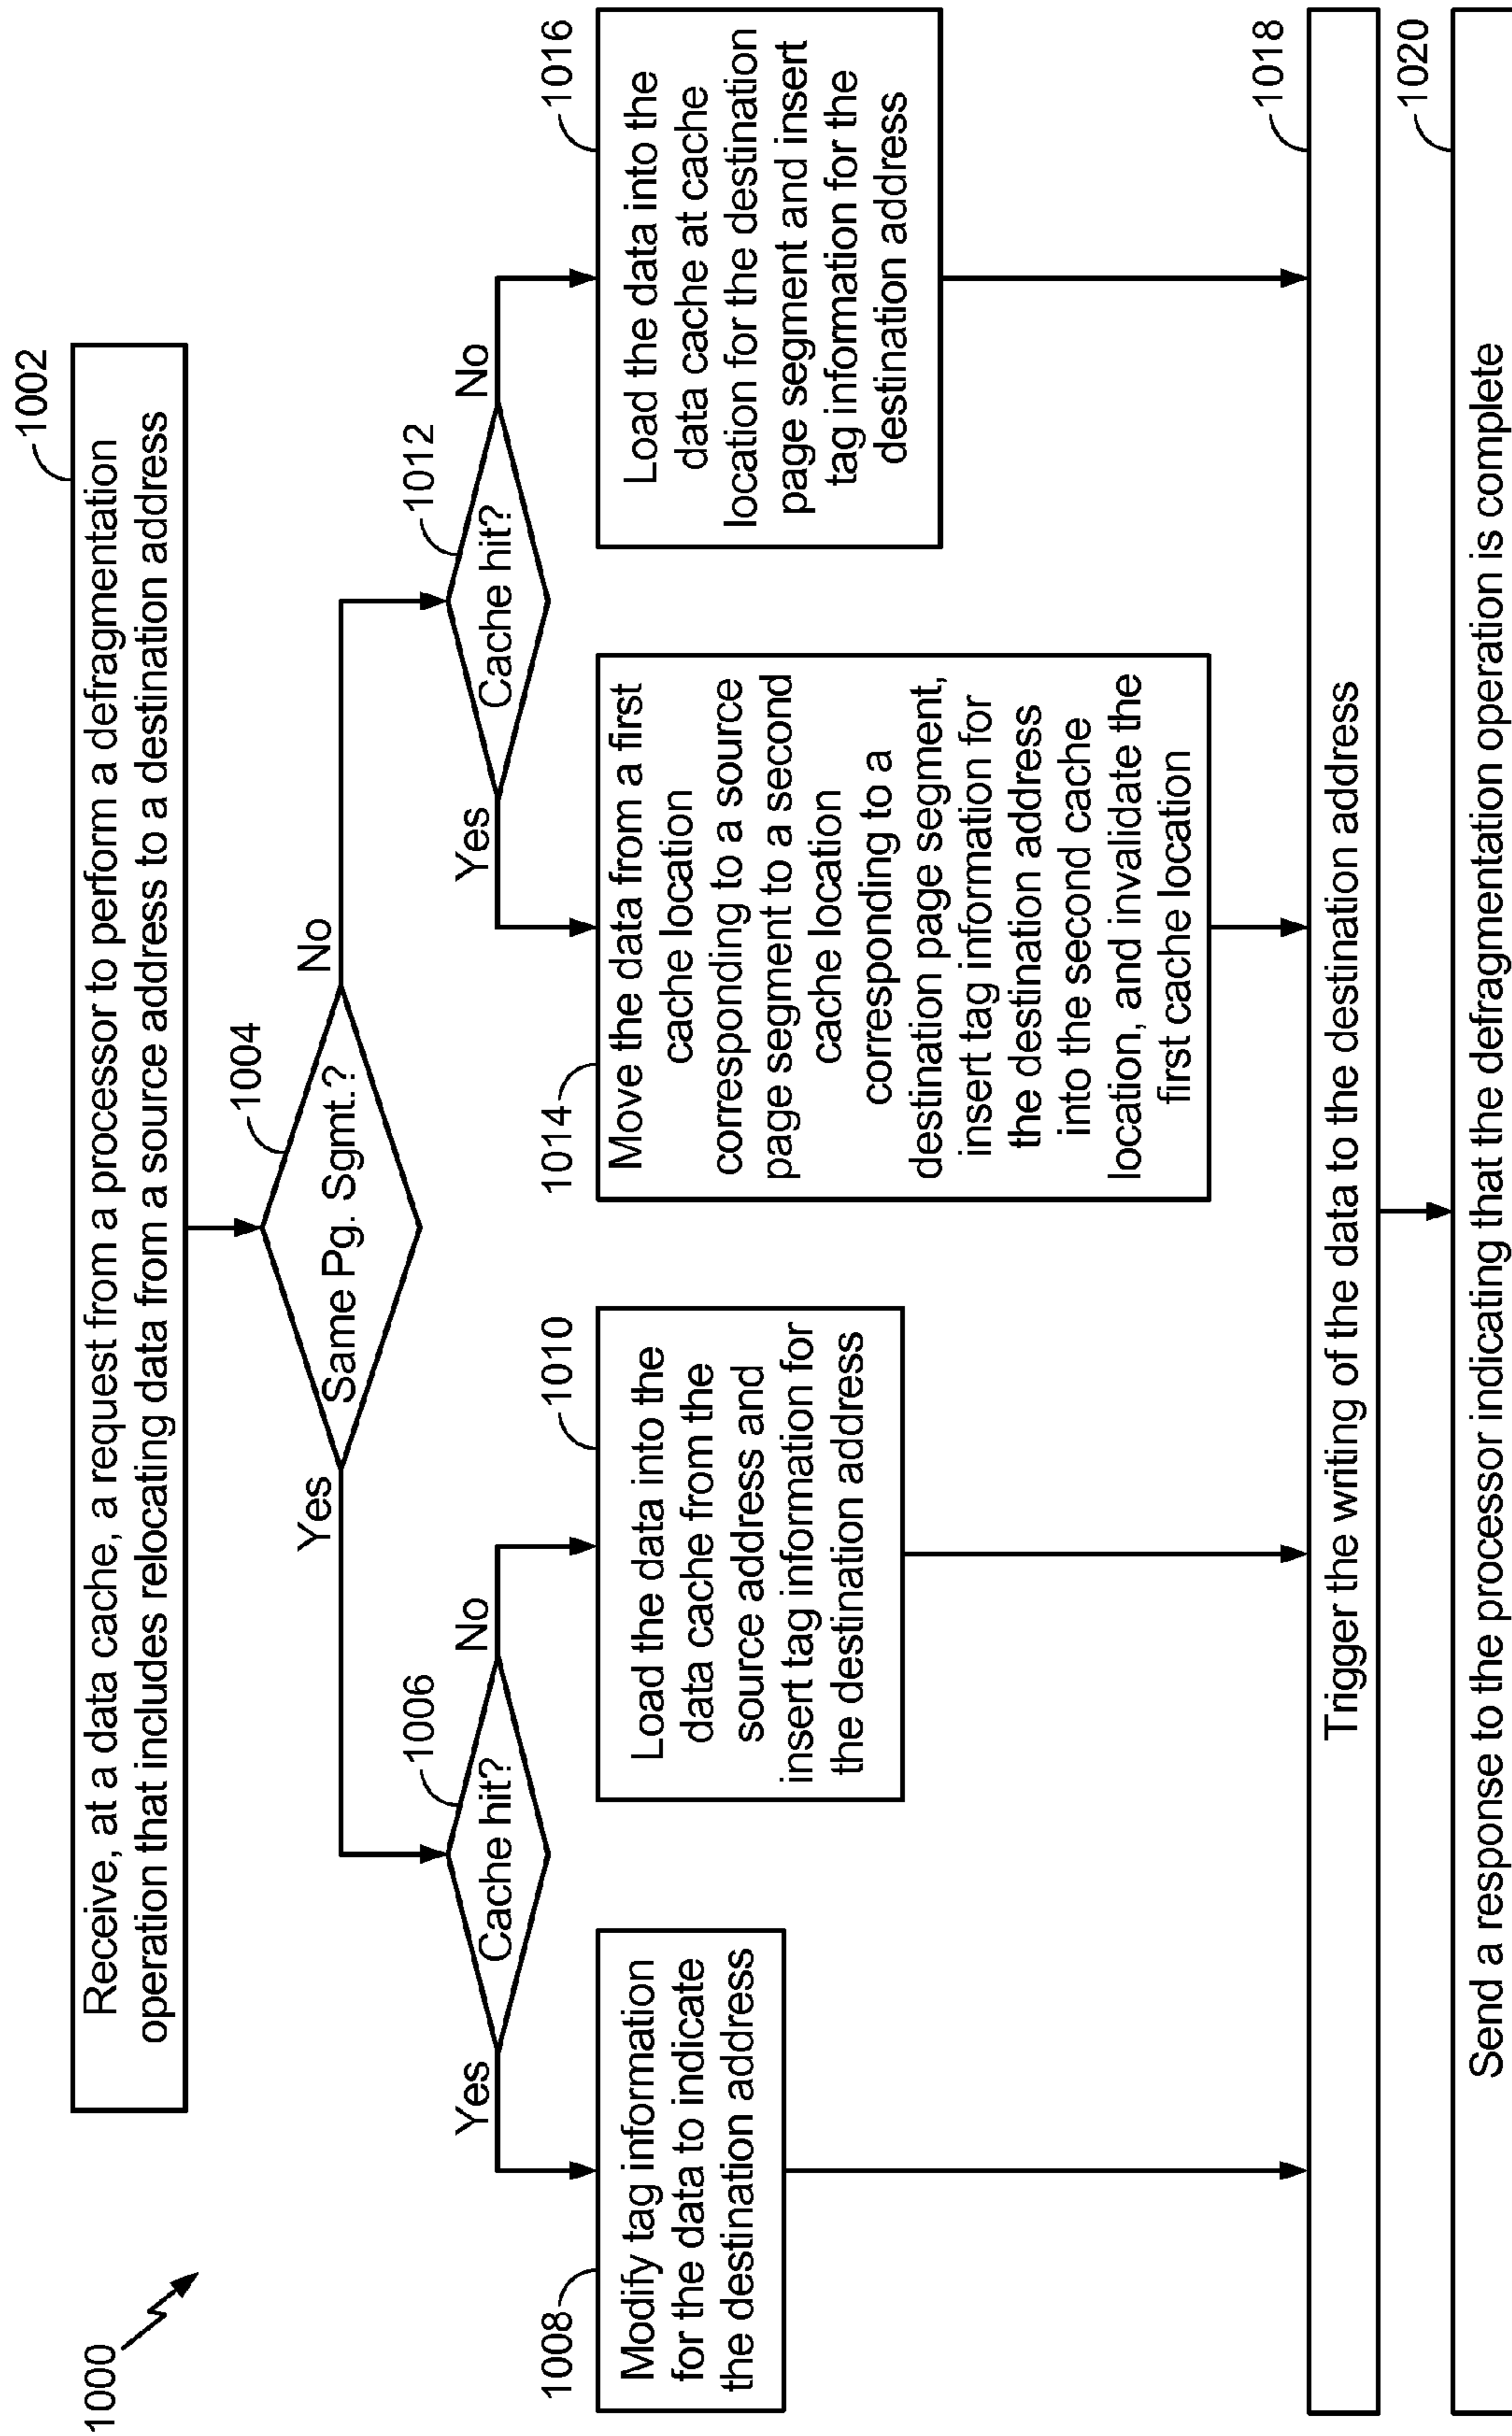 1000
1002
Receive, at a data cache, a request from a processor to perform a defragmentation
operation that includes relocating data from a source address to a destination address
1004
Same Pg. Sgmt.?
Yes
No
1006
Cache hit?
Yes
No
1012
Cache hit?
Yes
No
1008
Modify tag information
for the data to indicate
the destination address
1010
Load the data into the
data cache from the
source address and
insert tag information for
the destination address
1014
Move the data from a first
cache location
corresponding to a source
page segment to a second
cache location
corresponding to a
destination page segment,
insert tag information for
the destination address
into the second cache
location, and invalidate the
first cache location
1016
Load the data into the
data cache at cache
location for the destination
page segment and insert
tag information for the
destination address
1018
Trigger the writing of the data to the destination address
1020
Send a response to the processor indicating that the defragmentation operation is complete